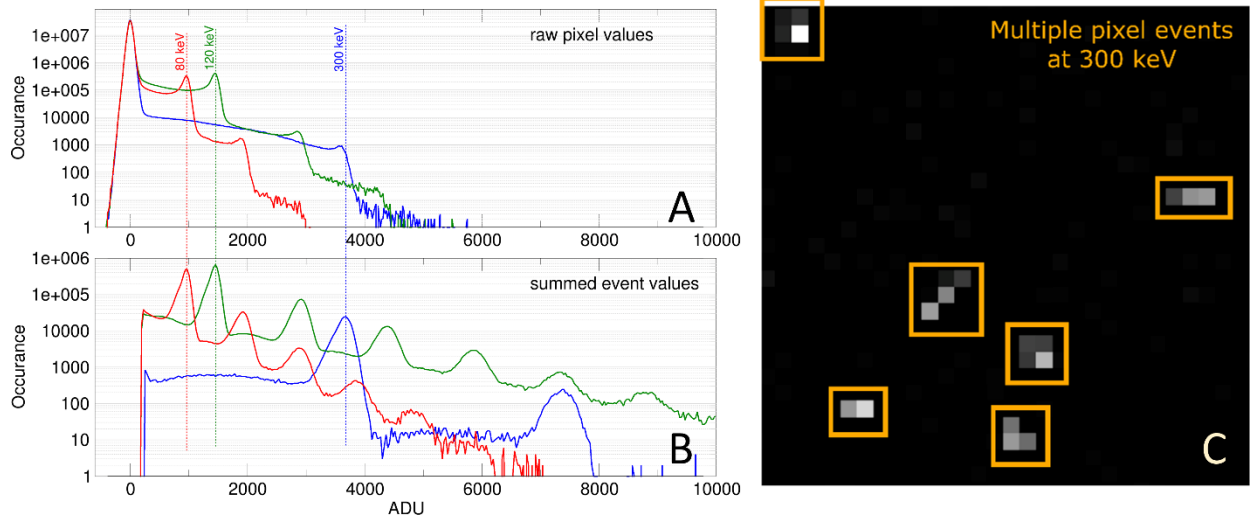 1e+007
1e+006
1e+005
10000
1000
100
10
1
Occurance
80 keV
120 keV
300 keV
raw pixel values
A
0
2000
4000
6000
8000
10000
1e+006
1e+005
10000
1000
100
10
1
Occurance
summed event values
B
0
2000
4000
6000
8000
10000
ADU
Multiple pixel events
at 300 keV
C